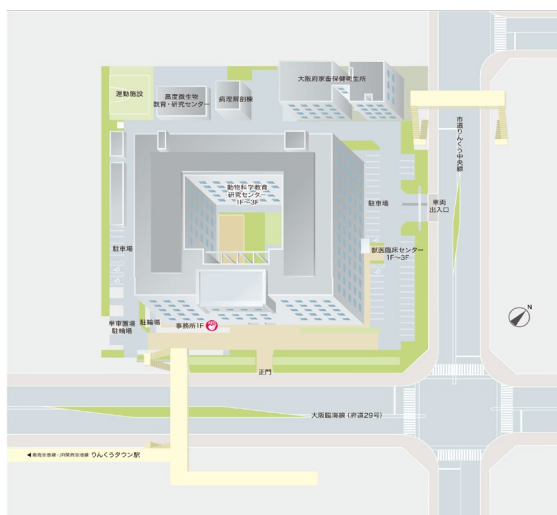 運動施設
高度微生物
教育・研究センター
病理解剖棟
大阪府家畜保健衛生所
市道りんくう中央線
動物科学教育
研究センター
1F～3F
駐車場
車両
出入口
獣医臨床センター
1F～3F
駐車場
単車置場
駐輪場
駐輪場
事務所1F
N
正門
大阪臨海線（府道29号）
◀南海空港線・JR関西空港線 りんくうタウン駅